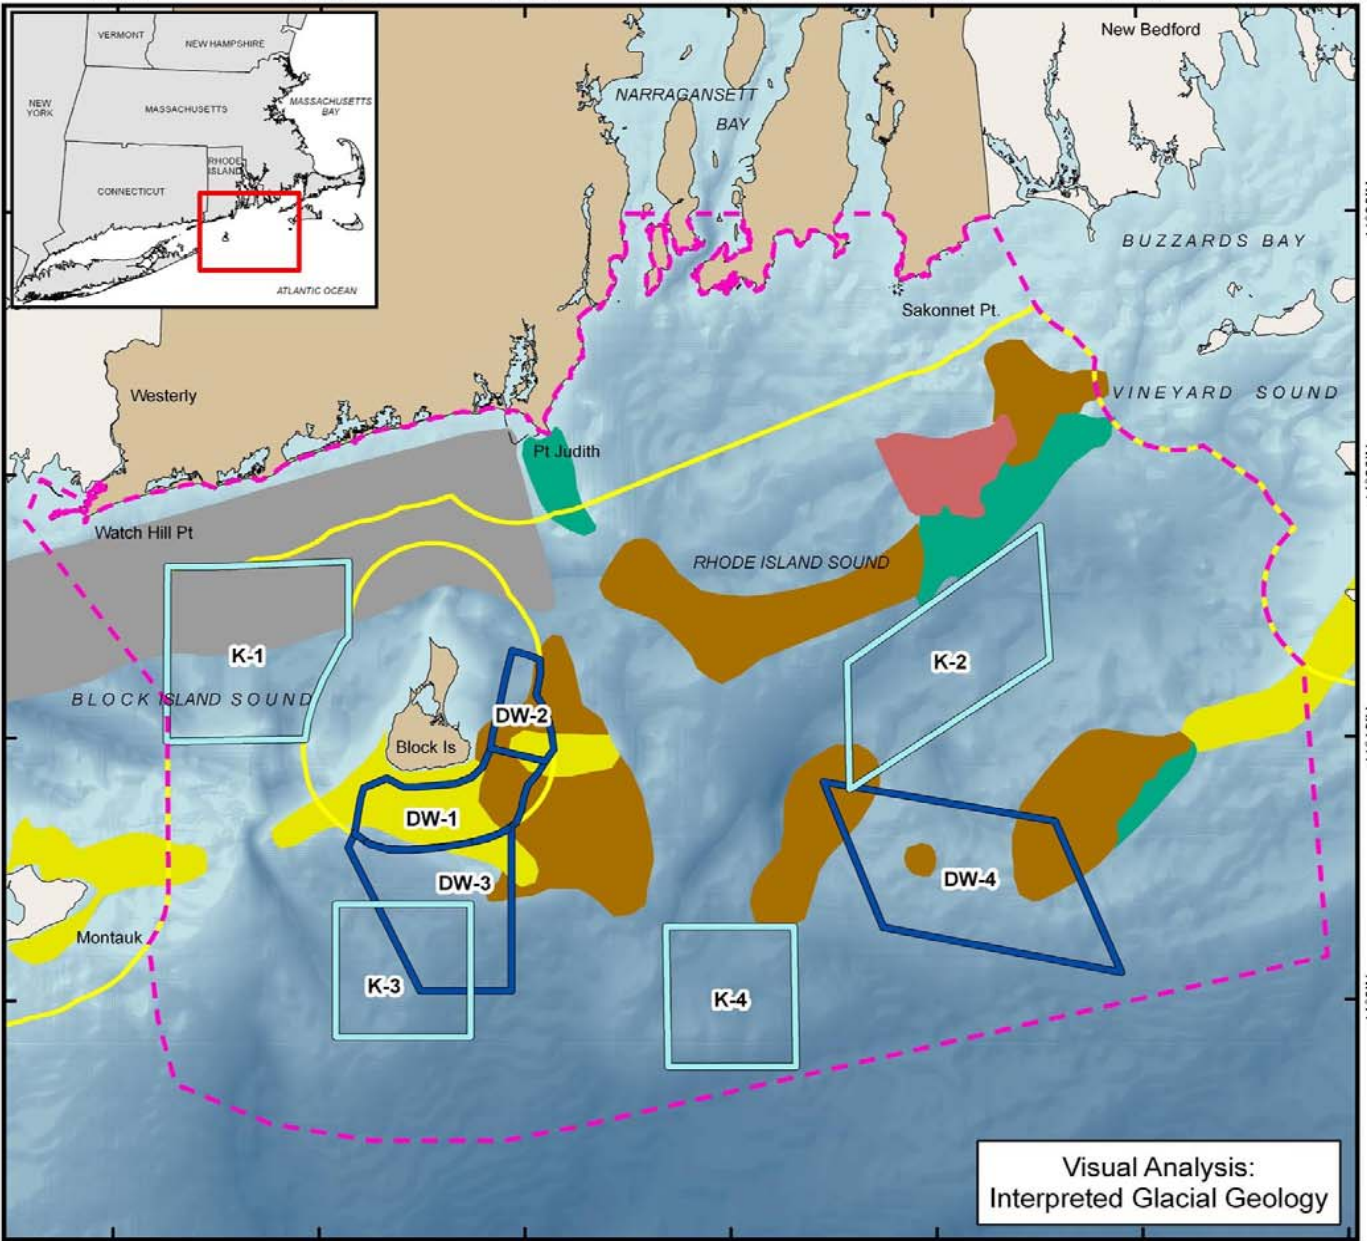 VERMONT
NEW HAMPSHIRE
NEW
YORK
MASSACHUSETTS
MASSACHUSETTS
BAY
RHODE
ISLAND
CONNECTICUT
ATLANTIC OCEAN
New Bedford
NARRAGANSETT
BAY
BUZZARDS BAY
Sakonnet Pt.
Westerly
VINEYARD SOUND
Pt Judith
Watch Hill Pt
RHODE ISLAND SOUND
K-1
K-2
BLOCK ISLAND SOUND
DW-2
Block Is
DW-1
DW-3
DW-4
Montauk
K-3
K-4
Visual Analysis:
Interpreted Glacial Geology